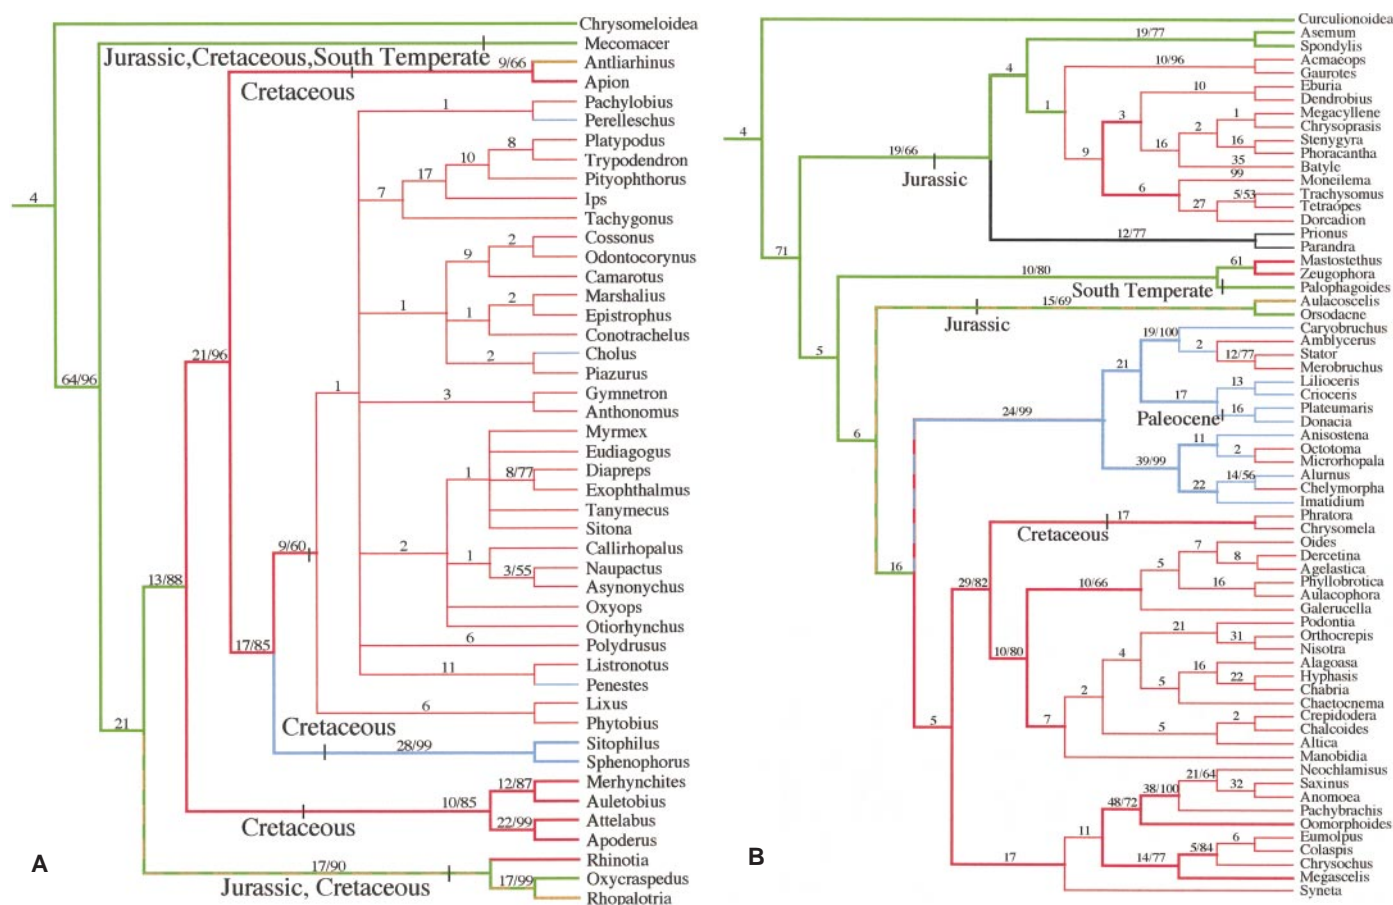 Chrysomeloidea
Mecomacer
Jurassic,Cretaceous,South Temperate
9/66
Antliarhinus
Cretaceous
Apion
1
Pachylobius
Perelleschus
8
Platypodus
10
Trypodendron
17
Pityophthorus
7
Ips
4
Tachygonus
2
Cossonus
9
Odontocorynus
Camarotus
2
Marshalius
1
1
Epistrophus
Conotrachelus
2
Cholus
21/96
Piazurus
64/96
1
3
Gymnetron
Anthonomus
Myrmex
Eudiagogus
1
8/77
Diapreps
Exophthalmus
Tanymecus
Sitona
9/60
2
1
Callirhopalus
3/55
Naupactus
13/88
Asynonychus
Oxyops
Otiorhynchus
17/85
6
Polydrusus
11
Listronotus
Penestes
6
Lixus
21
Cretaceous
Phytobius
28/99
Sitophilus
Sphenophorus
12/87
Merhynchites
10/85
Auletobius
Cretaceous
22/99
Attelabus
Apoderus
A
17/90
Rhinotia
Jurassic, Cretaceous
17/99
Oxycraspedus
Rhopalotria
Curculionoidea
19/77
Asemum
Spondylis
4
10/96
Acmaeops
Gaurotes
1
10
Eburia
Dendrobius
3
1
Megacyllene
4
2
Chrysoprasis
16
16
Stenygyra
19/66
9
Phoracantha
35
Batyle
Jurassic
99
Moneilema
6
5/53
Trachysomus
27
Tetraopes
Dorcadion
12/77
Prionus
Parandra
71
61
Mastostethus
10/80
Zeugophora
South Temperate
Palophagoides
15/69
Aulacoscelis
Jurassic
Orsodacne
19/100
Caryobruchus
2
Amblycerus
5
12/77
Stator
21
Merobruchus
13
Lilioceris
17
Crioceris
24/99
Paleocene
16
Plateumaris
Donacia
6
11
Anisostena
2
Octotoma
39/99
Microrhopala
14/56
Alurnus
22
Chelymorpha
Imatidium
17
Phratora
Cretaceous
Chrysomela
7
Oides
16
5
8
Dercetina
Agelastica
29/82
10/66
16
Phyllobrotica
Aulacophora
Galerucella
21
Podontia
31
Orthocrepis
10/80
4
Nisotra
16
Alagoasa
5
22
Hyphasis
2
Chabria
Chaetocnema
5
7
5
2
Crepidodera
Chalcoides
Altica
Manobidia
21/64
Neochlamisus
38/100
32
Saxinus
48/72
Anomoea
Pachybrachis
Oomorphoides
11
6
Eumolpus
5/84
Colaspis
B
17
14/77
Chrysochus
Megascelis
Syneta